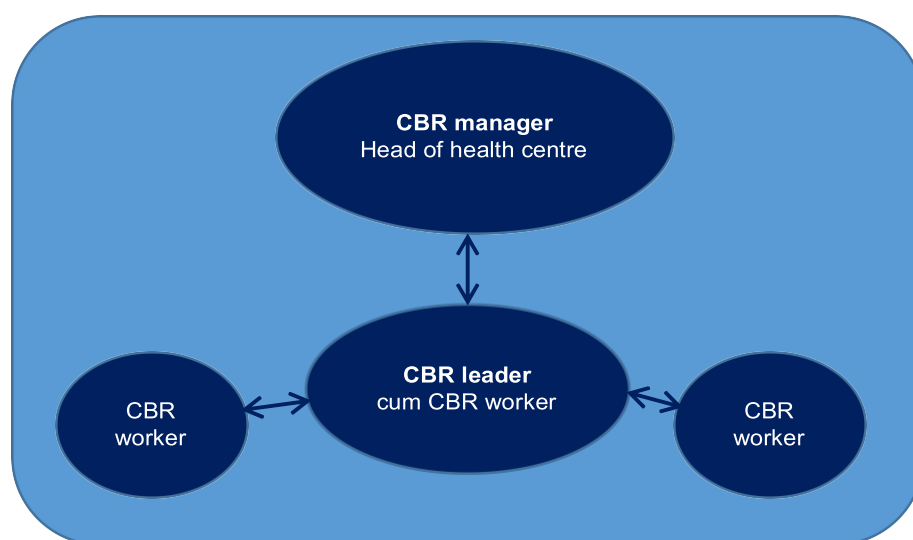 CBR manager
Head of health centre
CBR leader
cum CBR worker
CBR
worker
CBR
worker